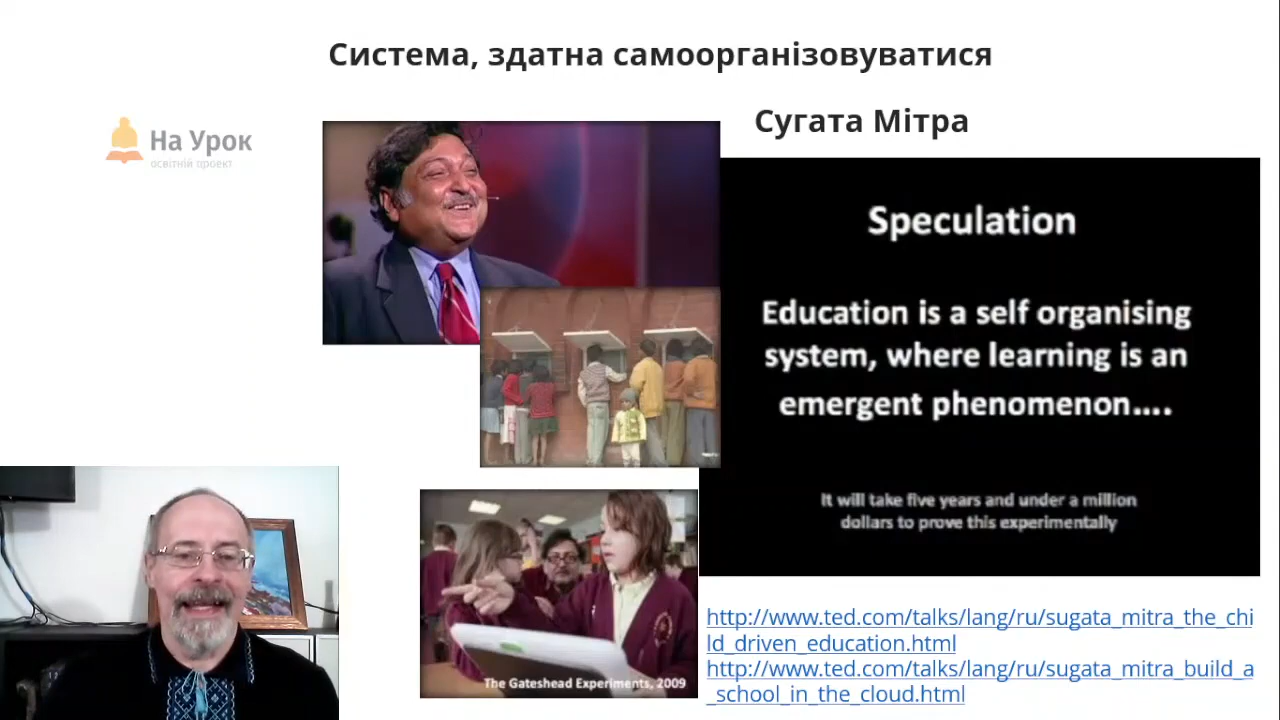 Система, здатна самоорганізовуватися
Сугата Мітра
На Урок
освітній проект
Speculation
Education is a self organising
system, where learning is an
emergent phenomenon....
It will take five years and under a million
dollars to prove this experimentally
The Gateshead Experiments, 2009
http://www.ted.com/talks/lang/ru/sugata_mitra_the_chi
ld_driven_education.html
http://www.ted.com/talks/lang/ru/sugata_mitra_build_a
_school_in_the_cloud.html